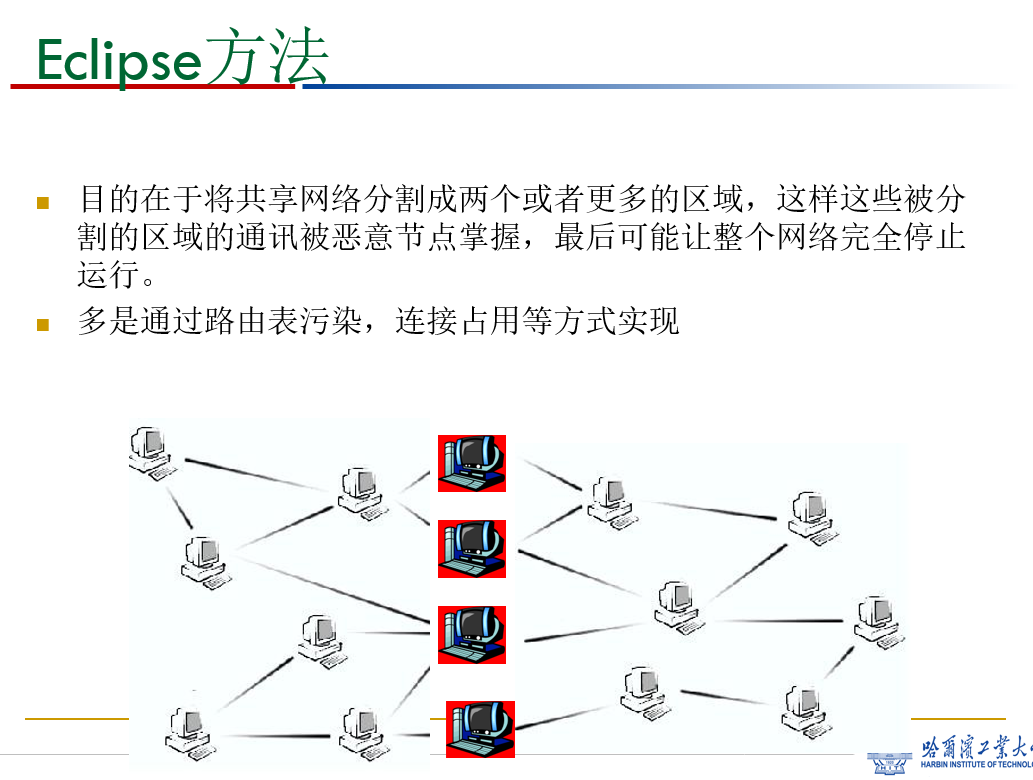 Eclipse方法
目的在于将共享网络分割成两个或者更多的区域，这样这些被分
割的区域的通讯被恶意节点掌握，最后可能让整个网络完全停止
运行。
多是通过路由表污染，连接占用等方式实现
哈爾濱工業大
HARBIN INSTITUTE OF TECHNOL